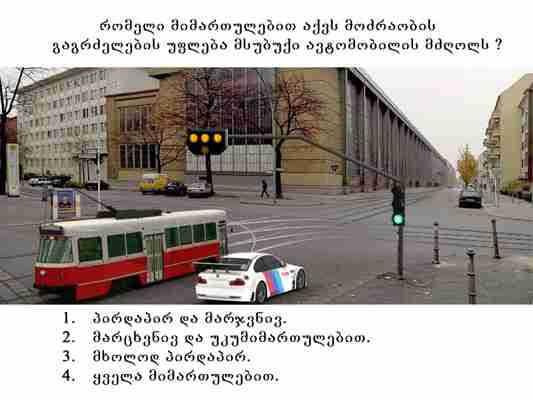 რომელი მიმართულებით აქვს მოძრაობის
გაგრძელების უფლება მსუბუქი ავტომობილის მძღოლს ?
1. პირდაპირ და მარჯვნივ.
2. მარცხნივ და უკუმიმართულებით.
3. მხოლოდ პირდაპირ.
4. ყველა მიმართულებით.